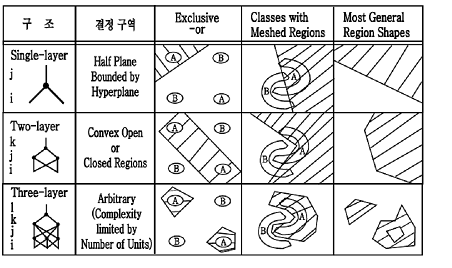 구 조
결정 구역
Exclusive
-or
Classes with
Meshed Regions
Most General
Region Shapes
Single-layer
j
i
Half Plane
Bounded by
Hyperplane
A
B
B
A
A
B
Two-layer
k
j
i
Convex Open
or
Closed Regions
A
B
B
A
A
B
Three-layer
l
k
j
i
Arbitrary
(Complexity
limited by
Number of Units)
A
B
B
A
A
B